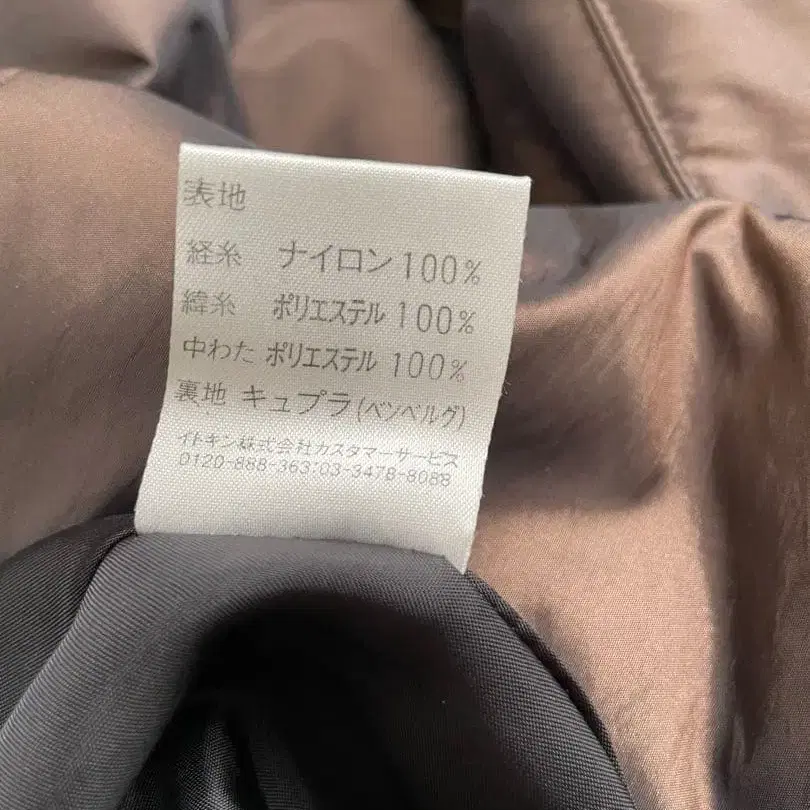 表地
経糸 ナイロン100%
緯糸 ポリエステル100%
中わた ポリエステル100%
裏地 キュプラ(ベンベルグ)
イトキン株式会社カスタマーサービス
0120-888-363:03-3478-8088